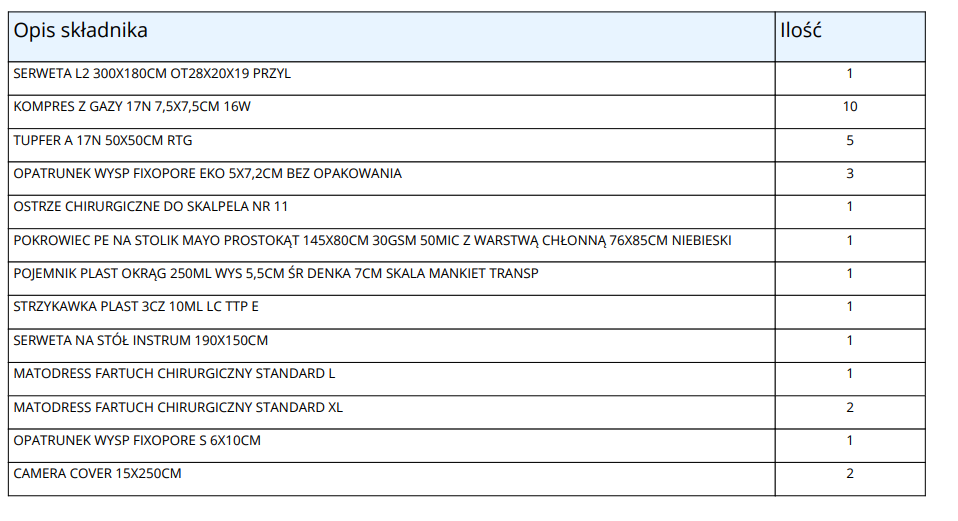 Opis składnika Ilość
SERWETA L2 300X180CM OT28X20X19 PRZYL 1
KOMPRES Z GAZY 17N 7,5X7,5CM 16W 10
TUPFER A 17N 50X50CM RTG 5
OPATRUNEK WYSP FIXOPORE EKO 5X7,2CM BEZ OPAKOWANIA 3
OSTRZE CHIRURGICZNE DO SKALPELA NR 11 1
POKROWIEC PE NA STOLIK MAYO PROSTOKĄT 145X80CM 30GSM 50MIC Z WARSTWĄ CHŁONNĄ 76X85CM NIEBIESKI 1
POJEMNIK PLAST OKRĄG 250ML WYS 5,5CM ŚR DENKA 7CM SKALA MANKIET TRANSP 1
STRZYKAWKA PLAST 3CZ 10ML LC TTP E 1
SERWETA NA STÓŁ INSTRUM 190X150CM 1
MATODRESS FARTUCH CHIRURGICZNY STANDARD L 1
MATODRESS FARTUCH CHIRURGICZNY STANDARD XL 2
OPATRUNEK WYSP FIXOPORE S 6X10CM 1
CAMERA COVER 15X250CM 2